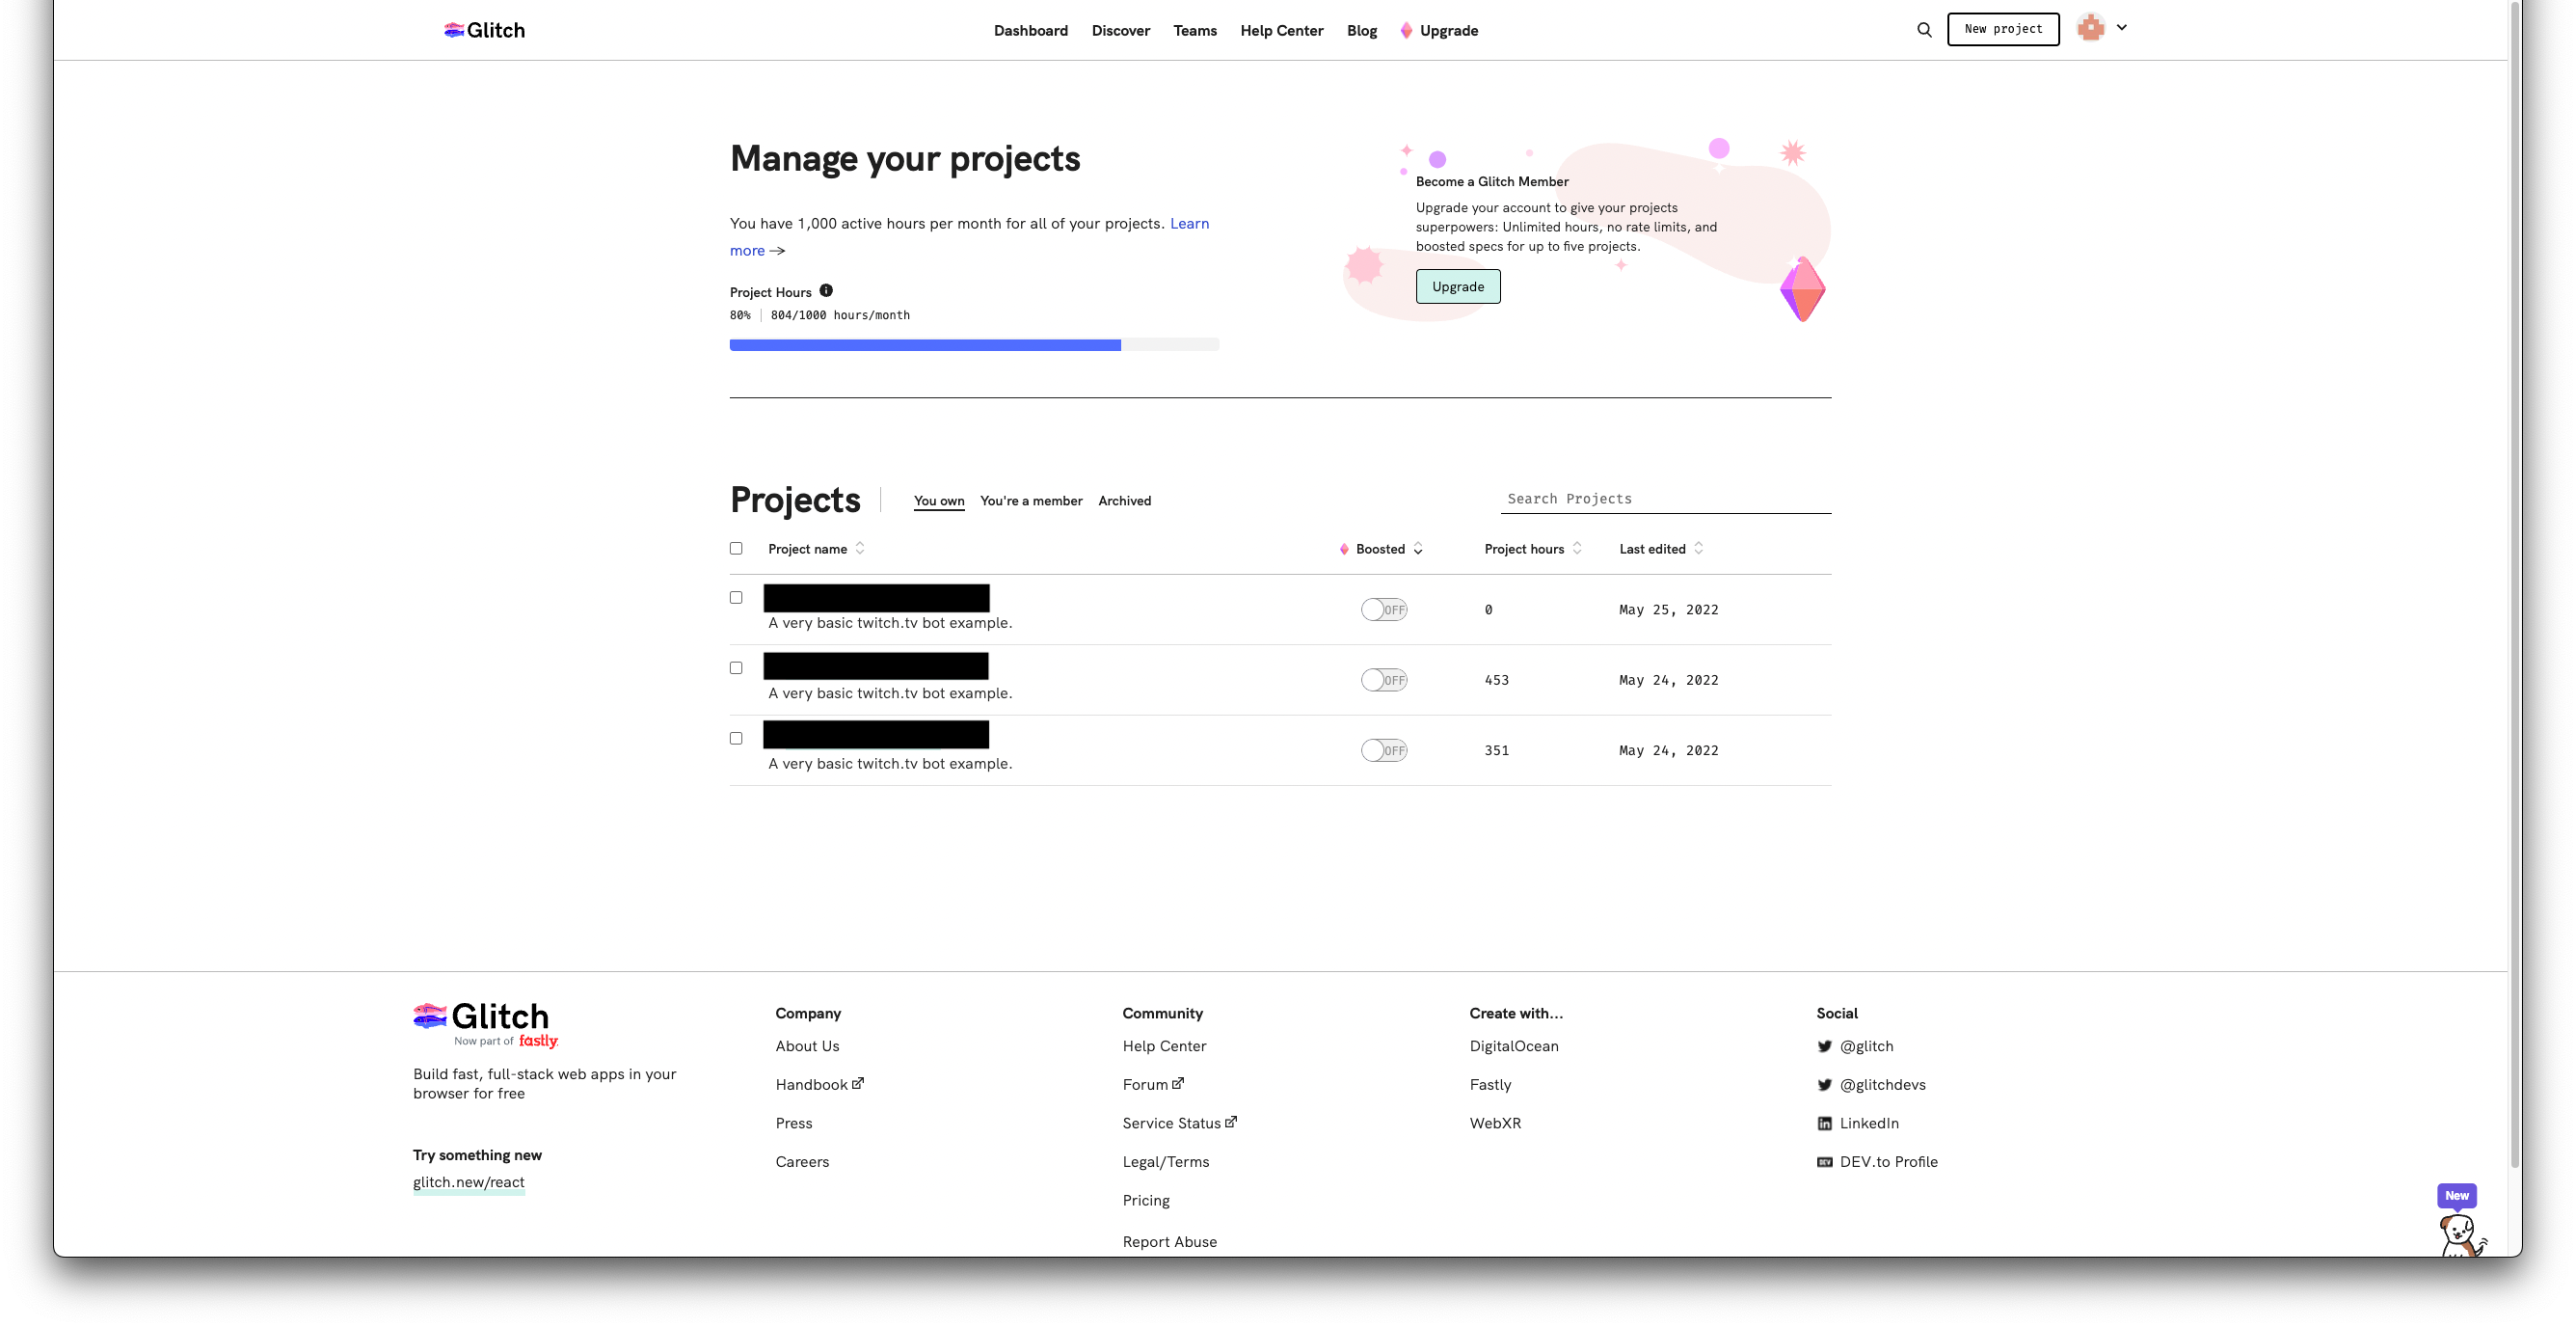 Glitch
Dashboard Discover Teams Help Center Blog Upgrade
New project
Manage your projects
You have 1,000 active hours per month for all of your projects. Learn
more →
Project Hours
80% | 804/1000 hours/month
Become a Glitch Member
Upgrade your account to give your projects
superpowers: Unlimited hours, no rate limits, and
boosted specs for up to five projects.
Upgrade
Projects
You own You're a member Archived
Search Projects
Project name Boosted Project hours Last edited
A very basic twitch.tv bot example.
OFF 0 May 25, 2022
A very basic twitch.tv bot example.
OFF 453 May 24, 2022
A very basic twitch.tv bot example.
OFF 351 May 24, 2022
Glitch
Now part of fastly
Build fast, full-stack web apps in your
browser for free
Try something new
glitch.new/react
Company
About Us
Handbook
Press
Careers
Community
Help Center
Forum
Service Status
Legal/Terms
Pricing
Report Abuse
Create with...
DigitalOcean
Fastly
WebXR
Social
@glitch
@glitchdevs
LinkedIn
DEV DEV.to Profile
New